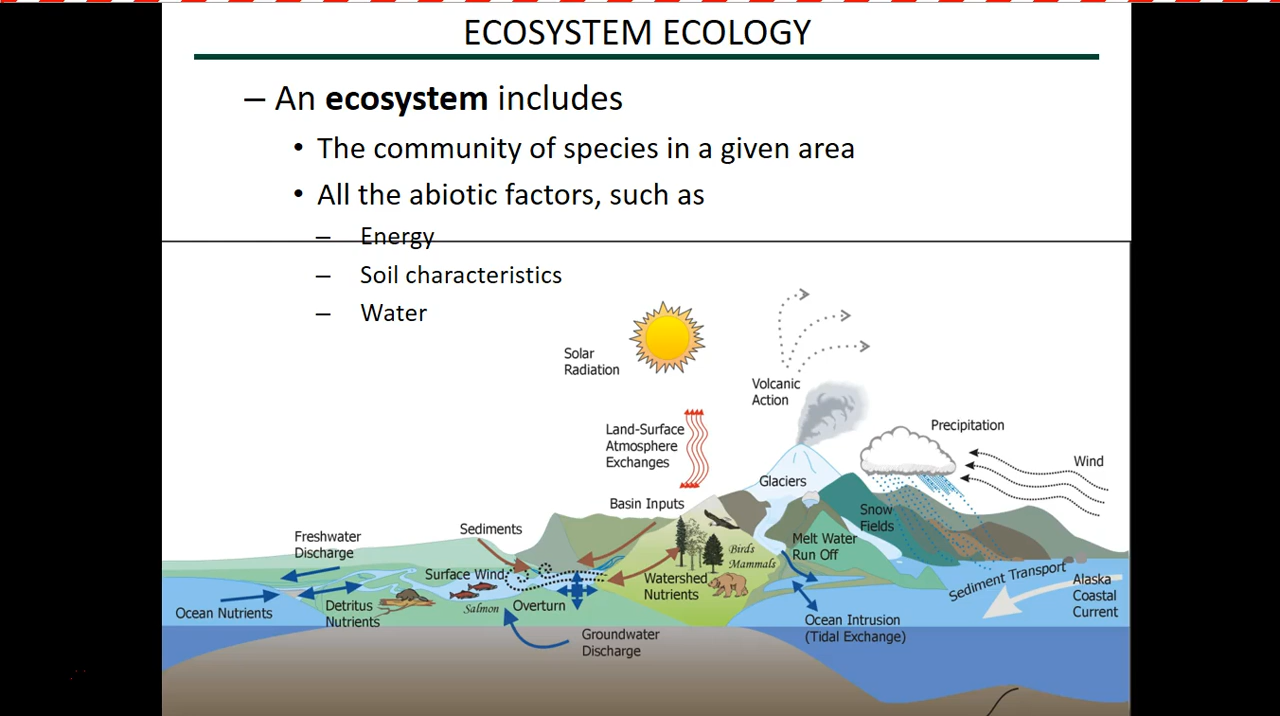 ECOSYSTEM ECOLOGY
– An ecosystem includes
• The community of species in a given area
• All the abiotic factors, such as
– Energy
– Soil characteristics
– Water
Solar
Radiation
Volcanic
Action
Land-Surface
Atmosphere
Exchanges
Precipitation
Wind
Glaciers
Basin Inputs
Snow
Fields
Sediments
Freshwater
Discharge
Melt Water
Run Off
Birds
Mammals
Surface Wind
Watershed
Nutrients
Sediment Transport
Alaska
Coastal
Current
Ocean Nutrients
Detritus
Nutrients
Salmon
Overturn
Ocean Intrusion
(Tidal Exchange)
Groundwater
Discharge